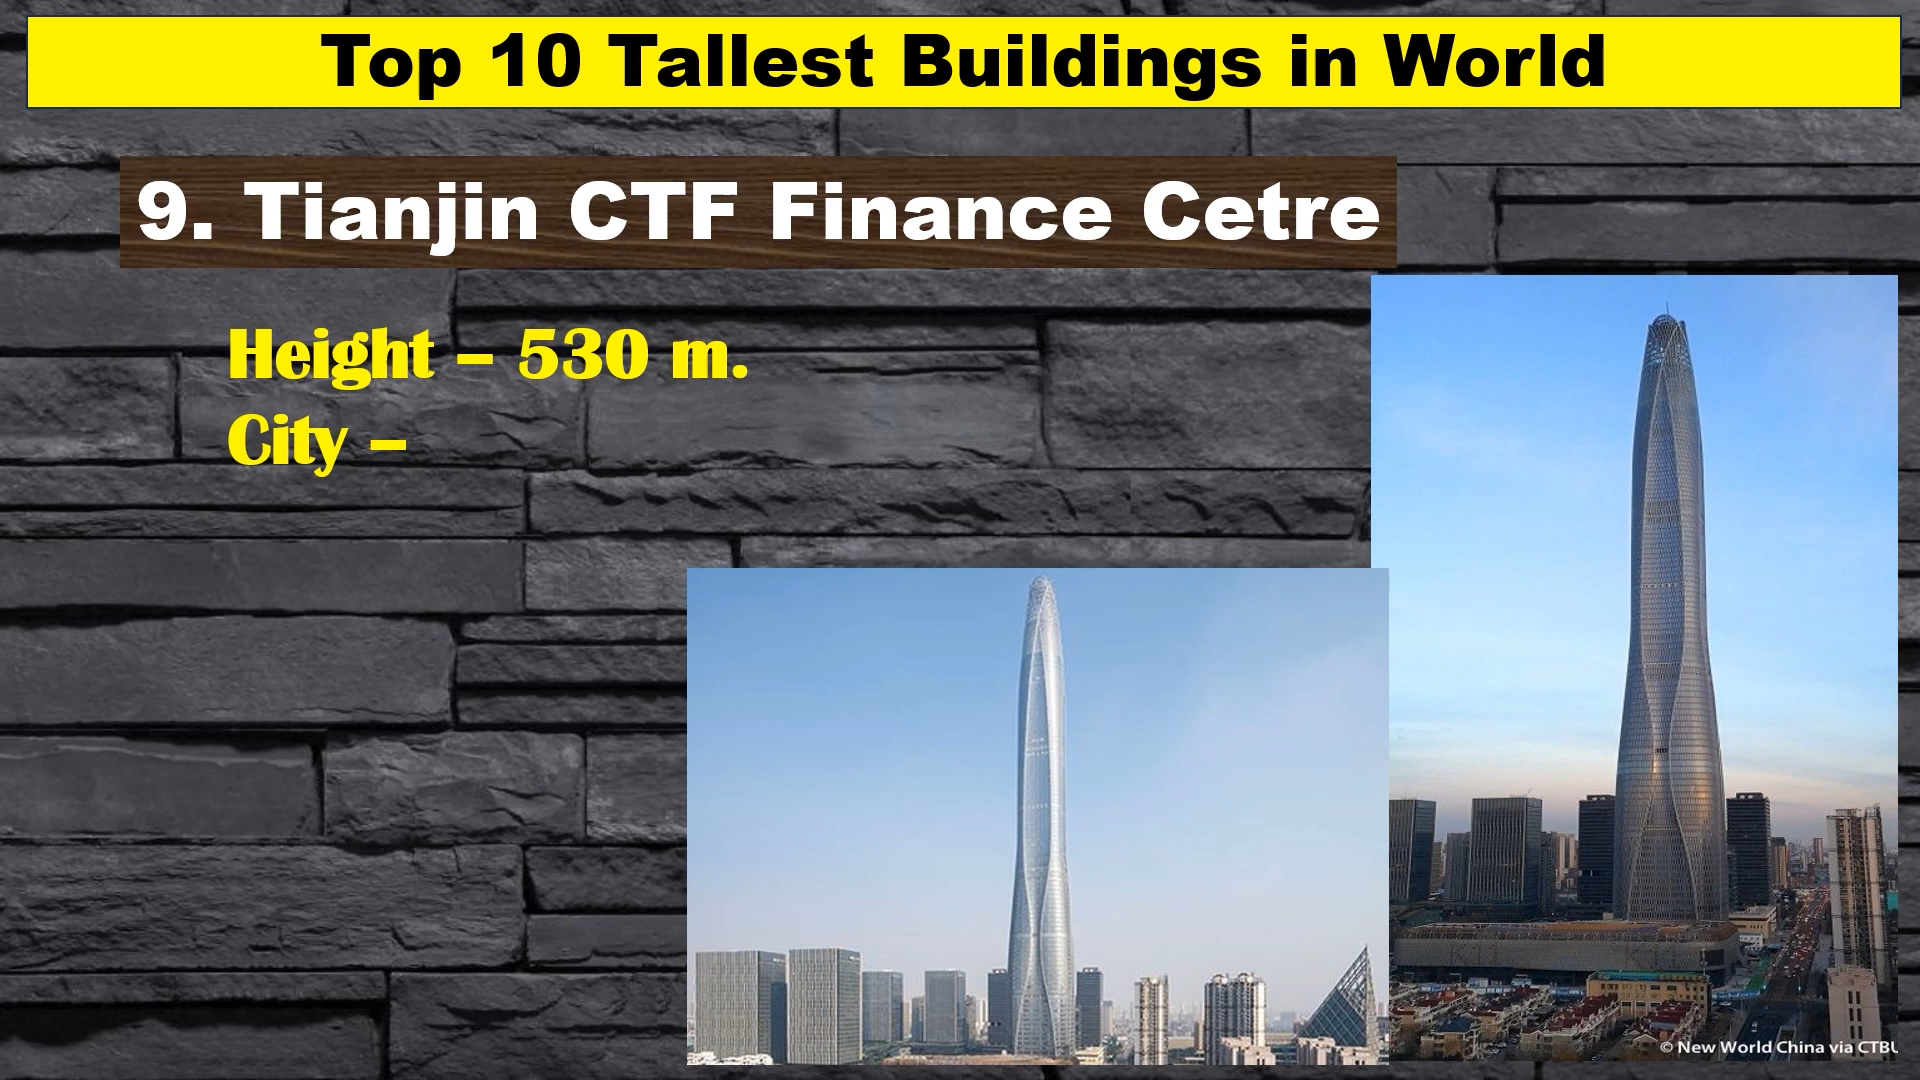 Top 10 Tallest Buildings in World
9. Tianjin CTF Finance Cetre
Height – 530 m.
City –
© New World China via CTBU